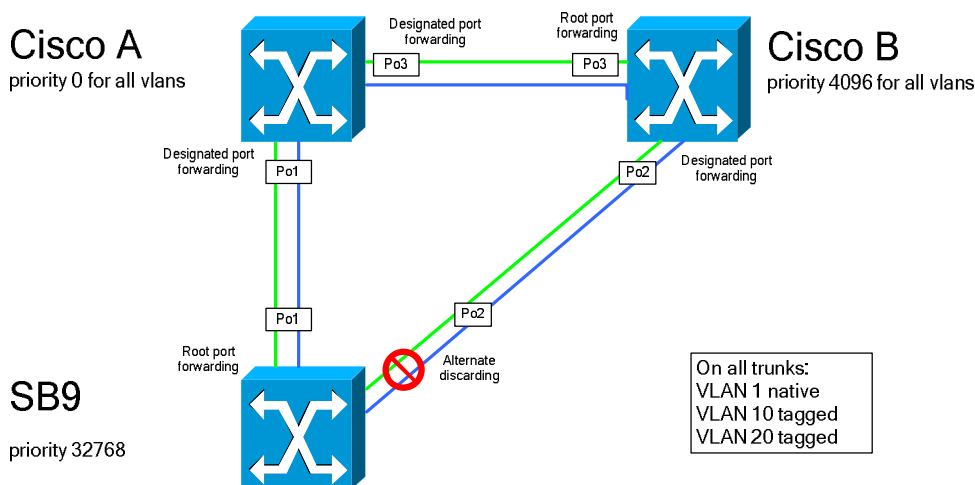 Cisco A
priority 0 for all vlans
Designated port
forwarding
Po3
Root port
forwarding
Po3
Cisco B
priority 4096 for all vlans
Designated port
forwarding
Po1
Po2
Designated port
forwarding
Po1
Po2
Root port
forwarding
Alternate
discarding
SB9
priority 32768
On all trunks:
VLAN 1 native
VLAN 10 tagged
VLAN 20 tagged